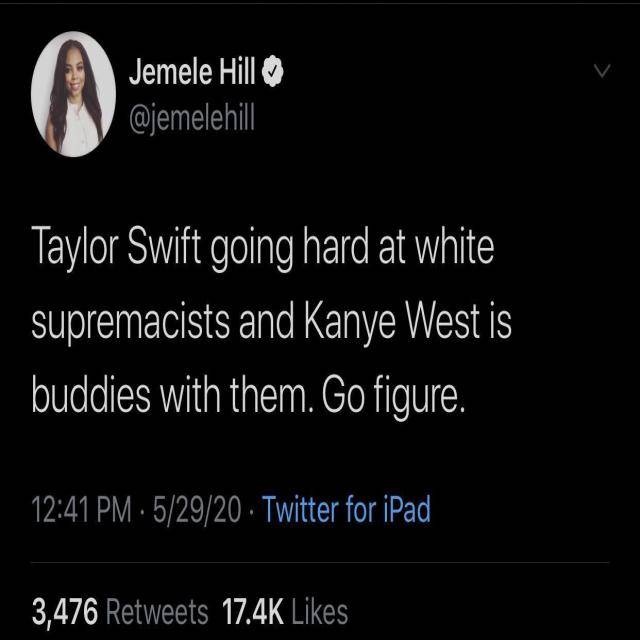 Jemele Hill
@jemelehill
Taylor Swift going hard at white
supremacists and Kanye West is
buddies with them. Go figure.
12:41 PM · 5/29/20 · Twitter for iPad
3,476 Retweets 17.4K Likes